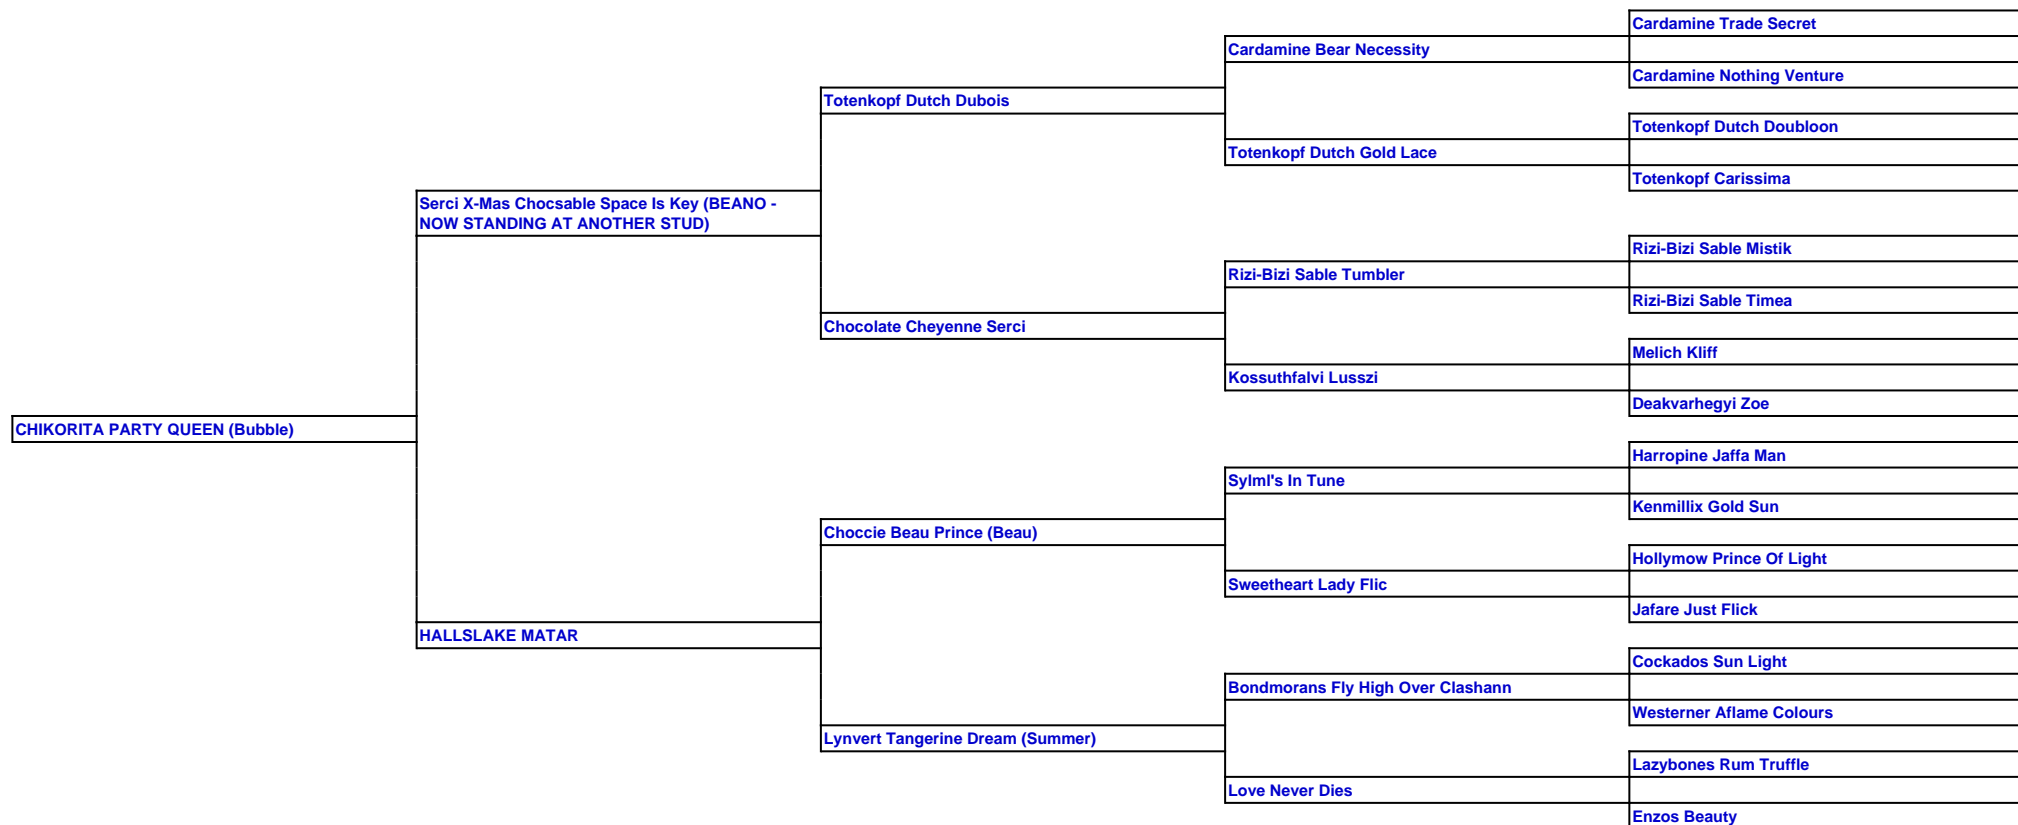 Cardamine Trade Secret
Cardamine Bear Necessity
Cardamine Nothing Venture
Totenkopf Dutch Dubois
Totenkopf Dutch Doubloon
Totenkopf Dutch Gold Lace
Totenkopf Carissima
Serci X-Mas Chocsable Space Is Key (BEANO -
NOW STANDING AT ANOTHER STUD)
Rizi-Bizi Sable Mistik
Rizi-Bizi Sable Tumbler
Rizi-Bizi Sable Timea
Chocolate Cheyenne Serci
Melich Kliff
Kossuthfalvi Lusszi
Deakvarhegyi Zoe
CHIKORITA PARTY QUEEN (Bubble)
Harropine Jaffa Man
Sylml's In Tune
Kenmillix Gold Sun
Choccie Beau Prince (Beau)
Hollymow Prince Of Light
Sweetheart Lady Flic
Jafare Just Flick
HALLSLAKE MATAR
Cockados Sun Light
Bondmorans Fly High Over Clashann
Westerner Aflame Colours
Lynvert Tangerine Dream (Summer)
Lazybones Rum Truffle
Love Never Dies
Enzos Beauty